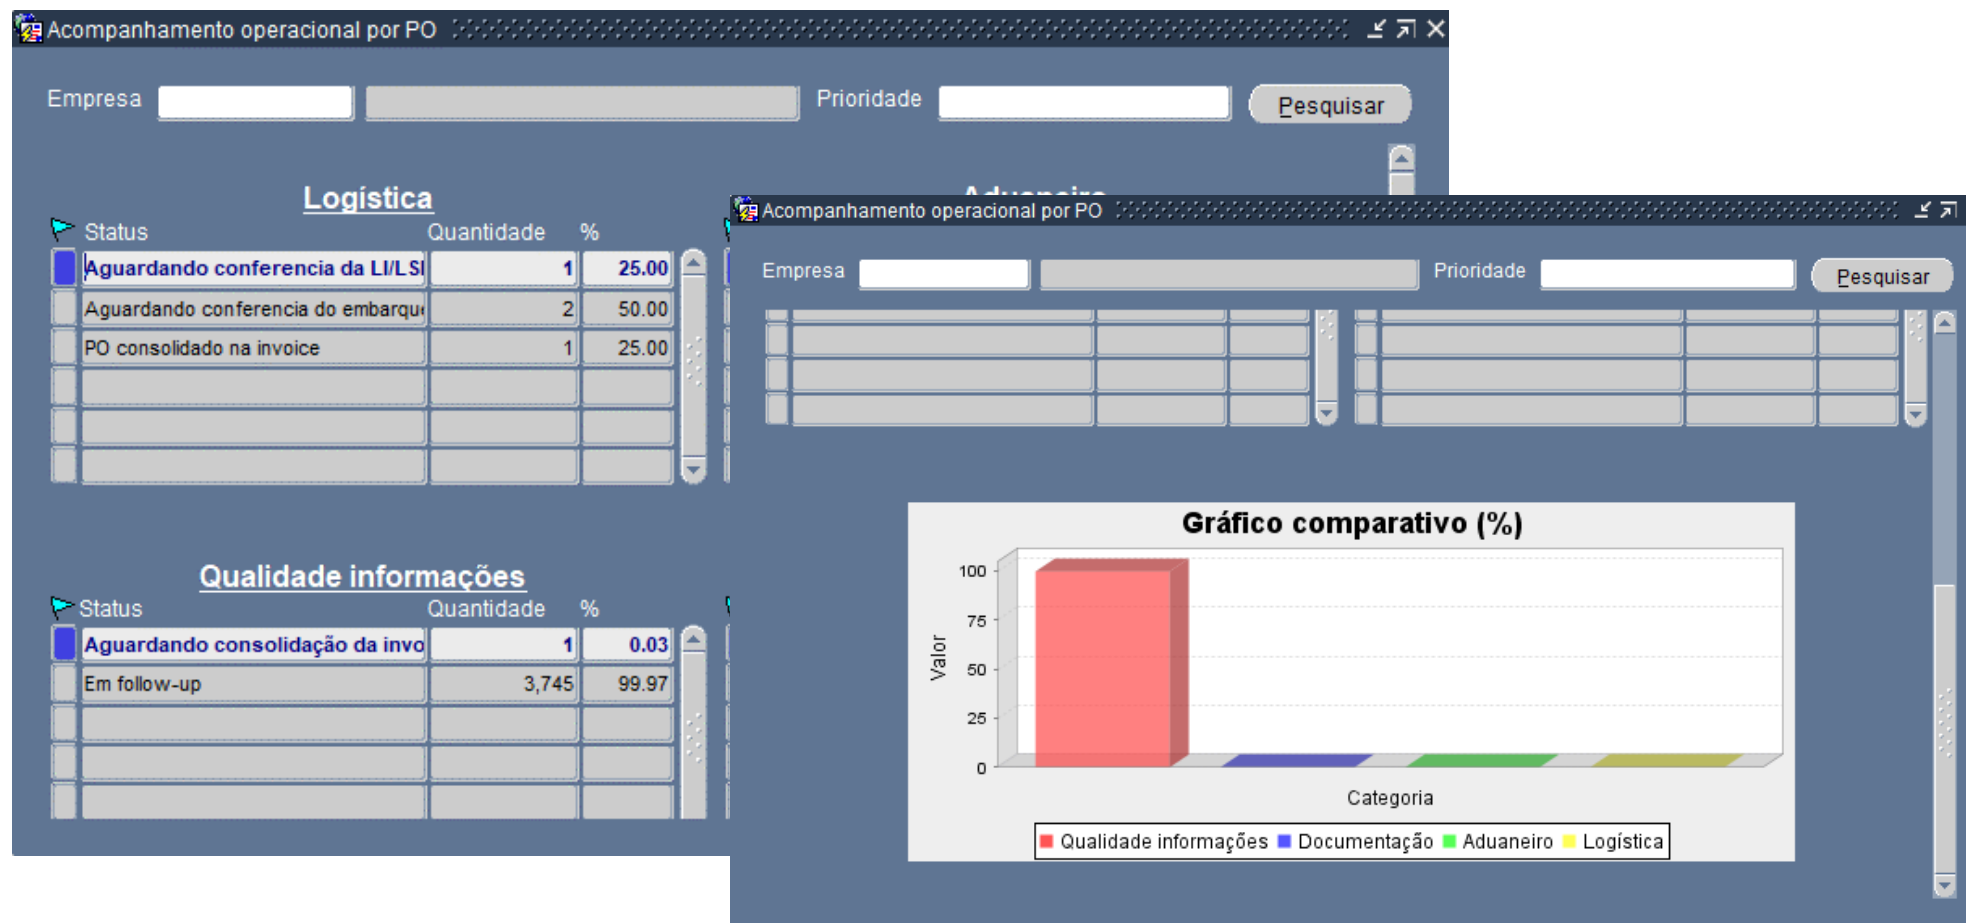 Acompanhamento operacional por PO
Empresa Prioridade Pesquisar
Logística
Status Quantidade %
Aguardando conferencia da LI/LSI 1 25.00
Aguardando conferencia do embarqu 2 50.00
PO consolidado na invoice 1 25.00
Qualidade informações
Status Quantidade %
Aguardando consolidação da invo 1 0.03
Em follow-up 3,745 99.97
Aduaneiro
Acompanhamento operacional por PO
Empresa Prioridade Pesquisar
Gráfico comparativo (%)
100
75
50
25
0
Valor
Categoria
Qualidade informações Documentação Aduaneiro Logística